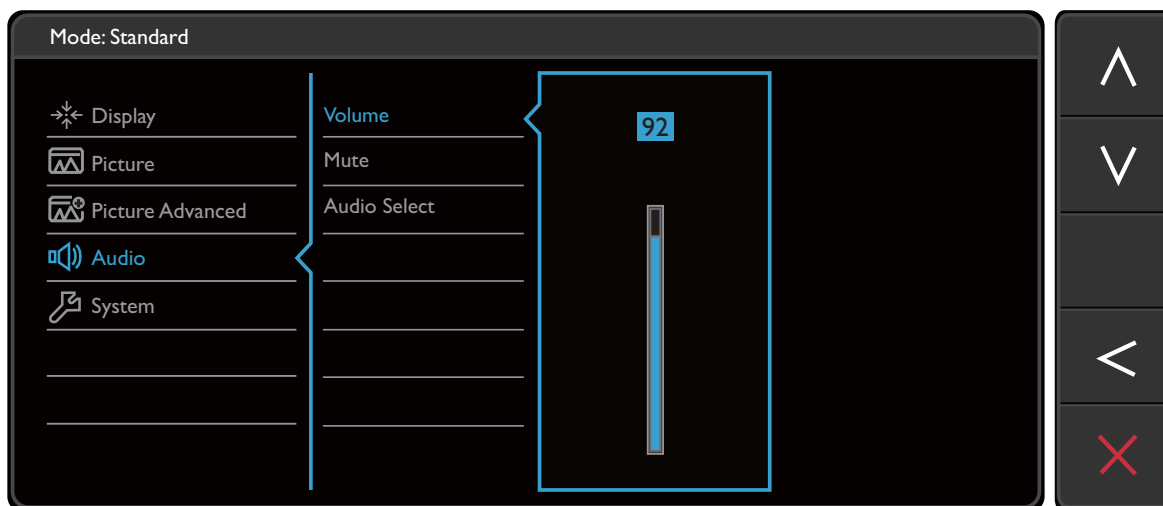 Mode: Standard
Display
Picture
Picture Advanced
Audio
System
Volume
Mute
Audio Select
92